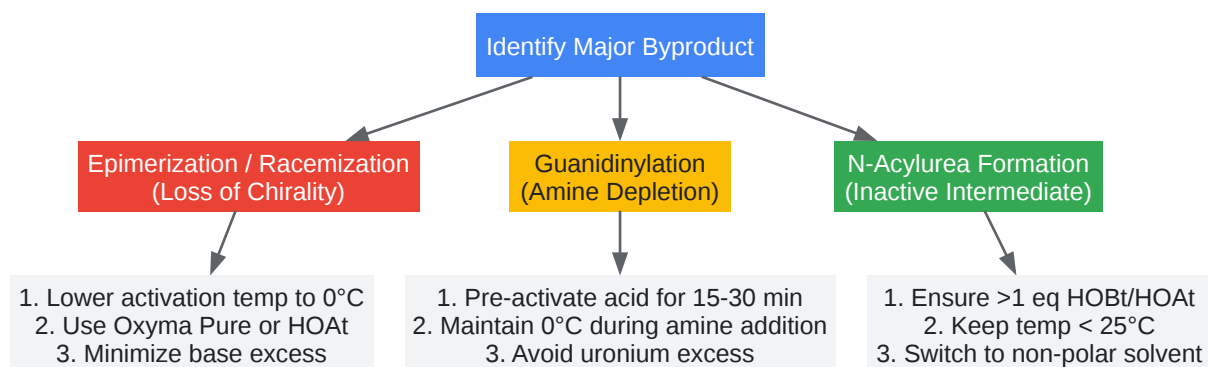 Identify Major Byproduct
Epimerization / Racemization
(Loss of Chirality)
Guanidinylation
(Amine Depletion)
N-Acylurea Formation
(Inactive Intermediate)
1. Lower activation temp to 0°C
2. Use Oxyma Pure or HOAt
3. Minimize base excess
1. Pre-activate acid for 15-30 min
2. Maintain 0°C during amine addition
3. Avoid uronium excess
1. Ensure >1 eq HOBt/HOAt
2. Keep temp < 25°C
3. Switch to non-polar solvent